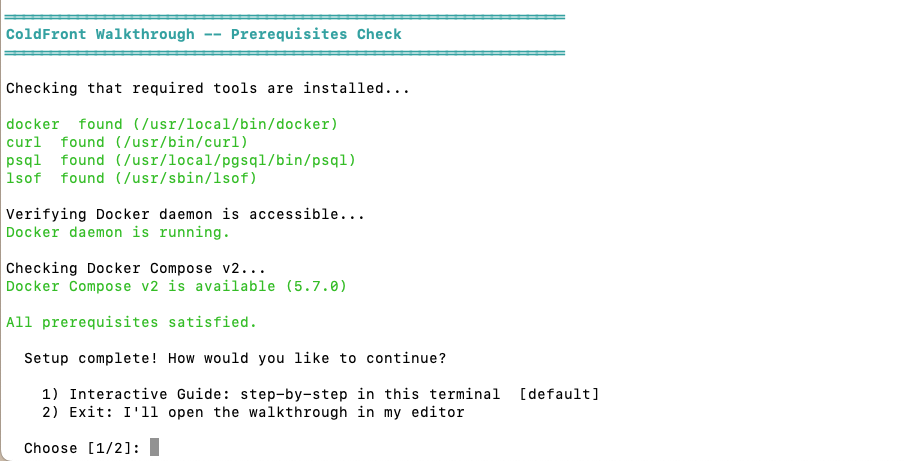 ColdFront Walkthrough -- Prerequisites Check
Checking that required tools are installed...
docker  found (/usr/local/bin/docker)
curl  found (/usr/bin/curl)
psql  found (/usr/local/pgsql/bin/psql)
lsof  found (/usr/sbin/lsof)
Verifying Docker daemon is accessible...
Docker daemon is running.
Checking Docker Compose v2...
Docker Compose v2 is available (5.7.0)
All prerequisites satisfied.
Setup complete! How would you like to continue?
1) Interactive Guide: step-by-step in this terminal  [default]
2) Exit: I'll open the walkthrough in my editor
Choose [1/2]: